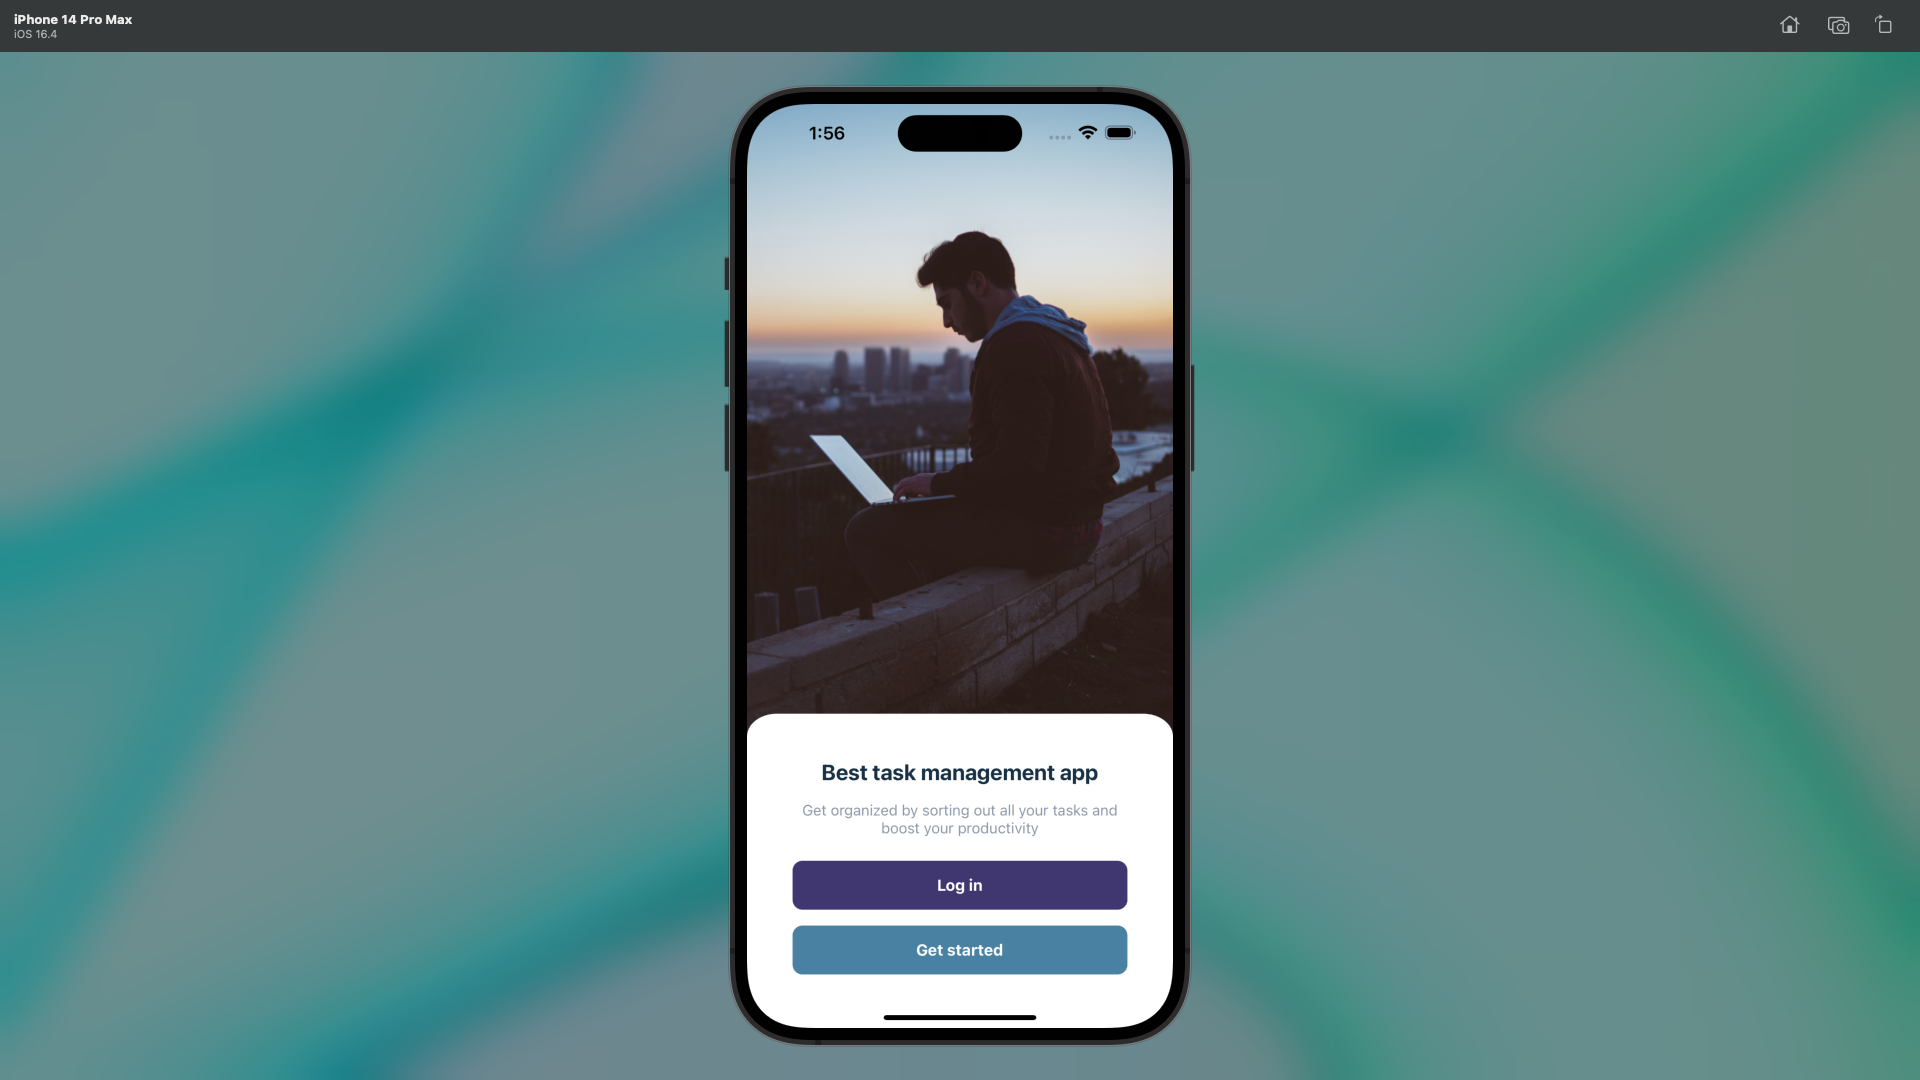 iPhone 14 Pro Max
iOS 16.4
1:56
Best task management app
Get organized by sorting out all your tasks and
boost your productivity
Log in
Get started